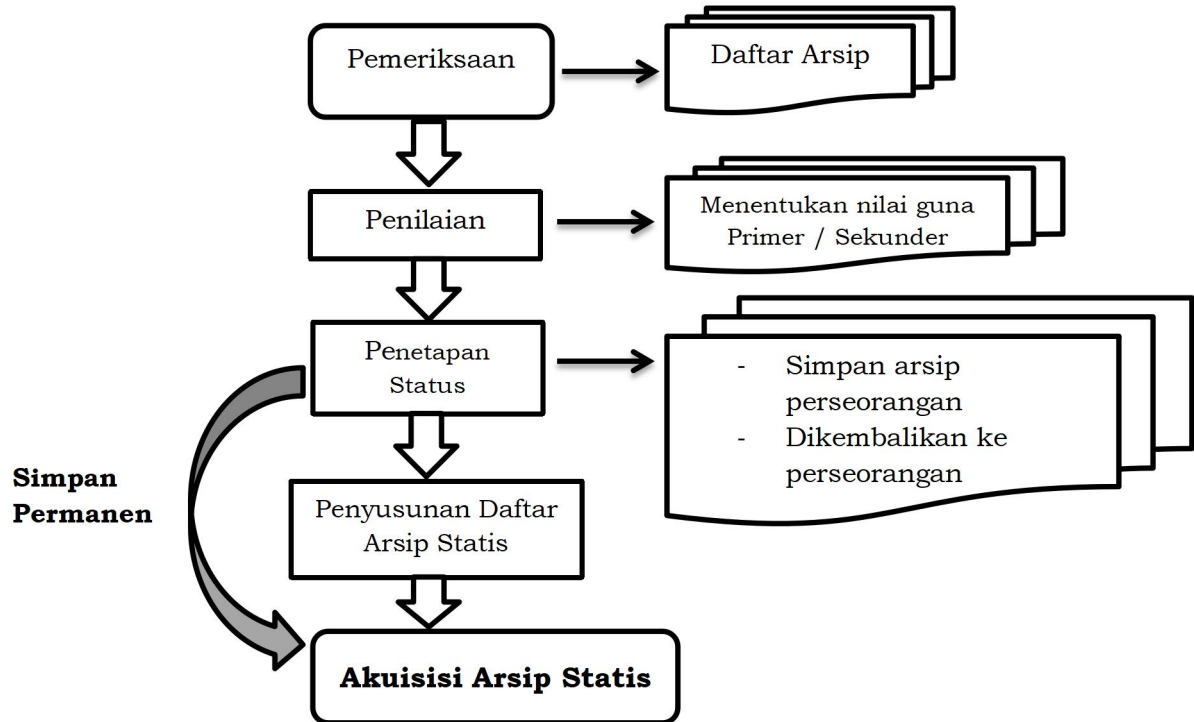 Pemeriksaan
Daftar Arsip
Penilaian
Menentukan nilai guna
Primer / Sekunder
Penetapan
Status
- Simpan arsip
perseorangan
- Dikembalikan ke
perseorangan
Simpan
Permanen
Penyusunan Daftar
Arsip Statis
Akuisisi Arsip Statis